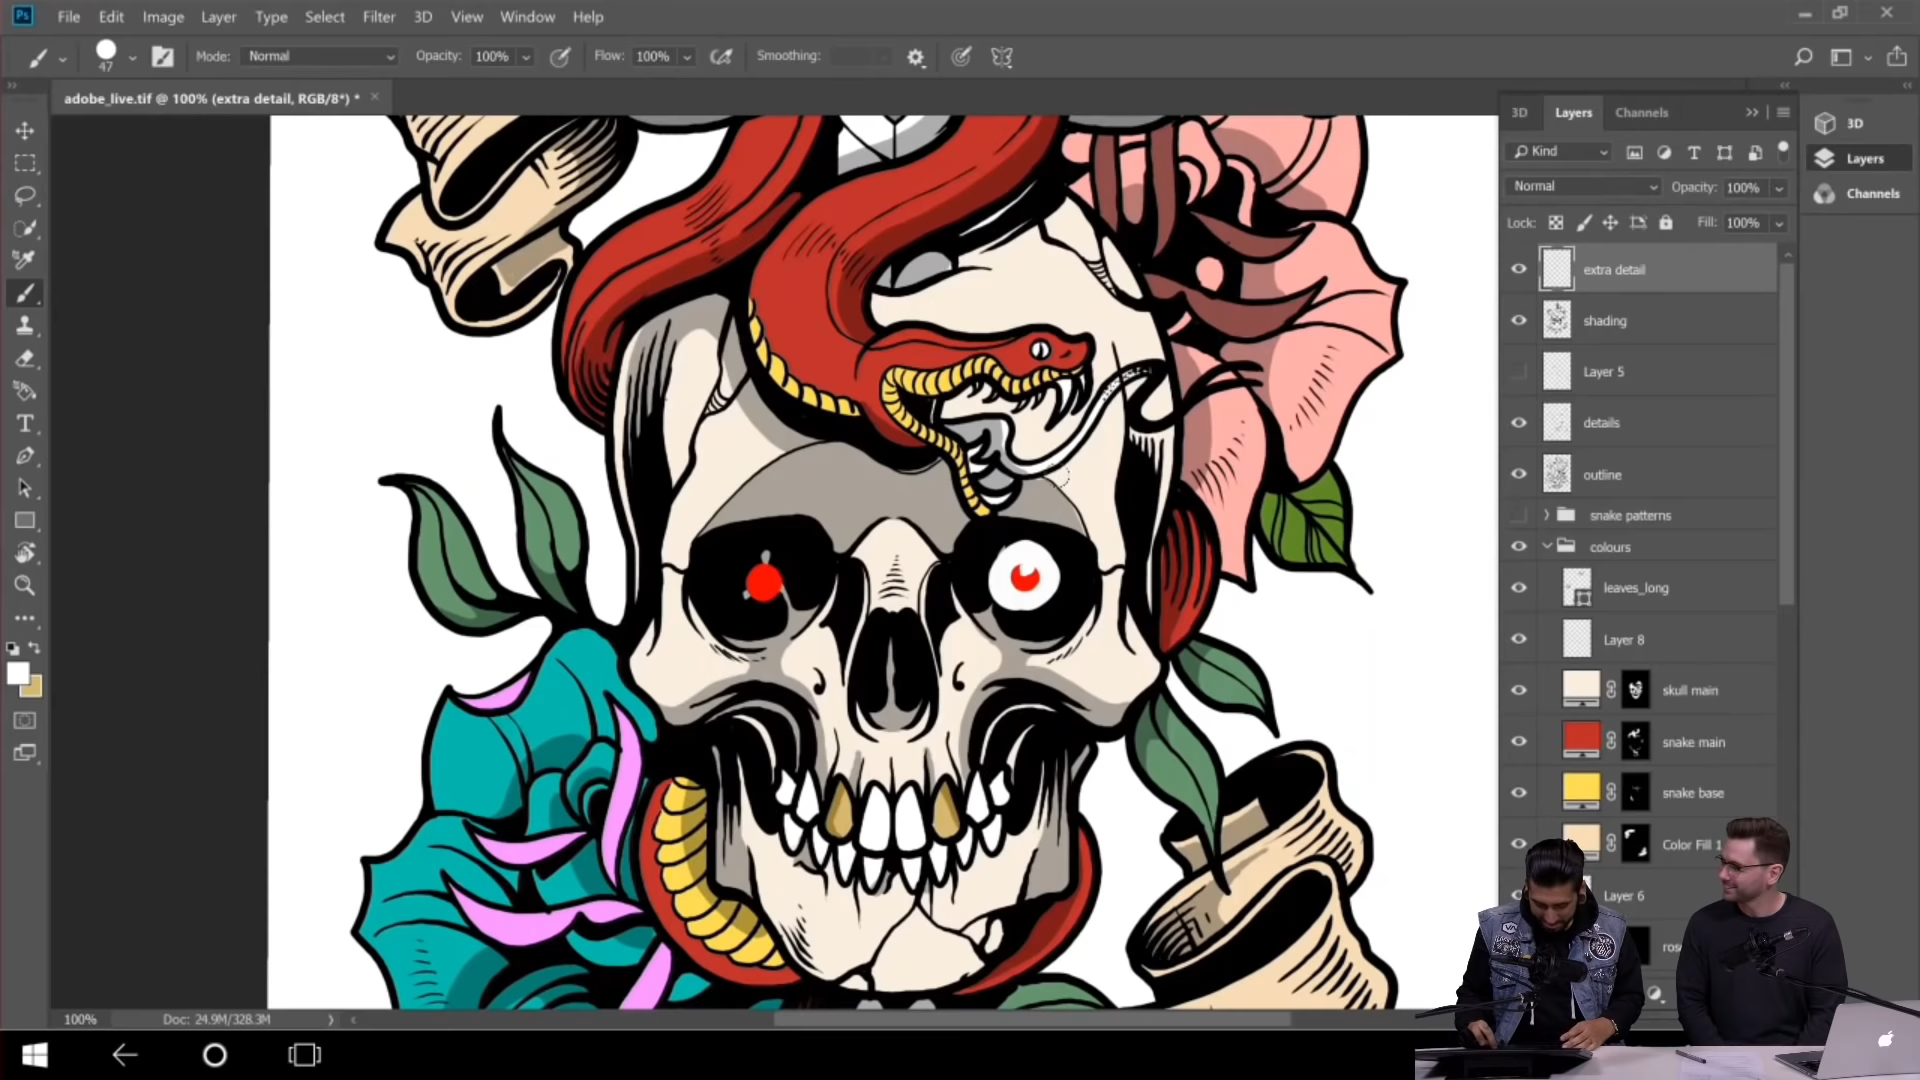 Ps File Edit Image Layer Type Select Filter 3D View Window Help
47 Mode: Normal Opacity: 100% Flow: 100% Smoothing:
adobe_live.tif @ 100% (extra detail, RGB/8*) *
3D Layers Channels
3D
Kind
Layers
Normal Opacity: 100%
Channels
Lock: Fill: 100%
extra detail
shading
Layer 5
details
outline
snake patterns
colours
leaves_long
Layer 8
skull main
snake main
snake base
Color Fill 1
Layer 6
100% Doc: 24.9M/328.3M